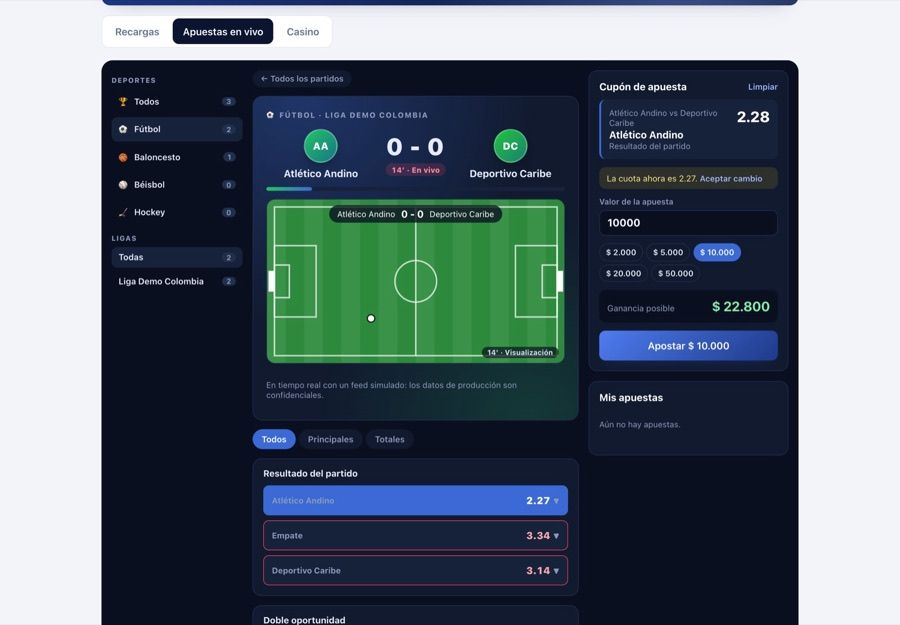 Recargas
Apuestas en vivo
Casino
DEPORTES
Todos 3
Fútbol 2
Baloncesto 1
Béisbol 0
Hockey 0
LIGAS
Todas 2
Liga Demo Colombia 2
← Todos los partidos
FÚTBOL · LIGA DEMO COLOMBIA
AA
0 - 0
DC
14' · En vivo
Atlético Andino
Deportivo Caribe
Atlético Andino 0 - 0 Deportivo Caribe
14' · Visualización
En tiempo real con un feed simulado: los datos de producción son
confidenciales.
Todos
Principales
Totales
Resultado del partido
Atlético Andino 2.27 ▼
Empate 3.34 ▼
Deportivo Caribe 3.14 ▼
Doble oportunidad
Cupón de apuesta
Limpiar
Atlético Andino vs Deportivo
Caribe
2.28
Atlético Andino
Resultado del partido
La cuota ahora es 2.27. Aceptar cambio
Valor de la apuesta
10000
$ 2.000
$ 5.000
$ 10.000
$ 20.000
$ 50.000
Ganancia posible $ 22.800
Apostar $ 10.000
Mis apuestas
Aún no hay apuestas.